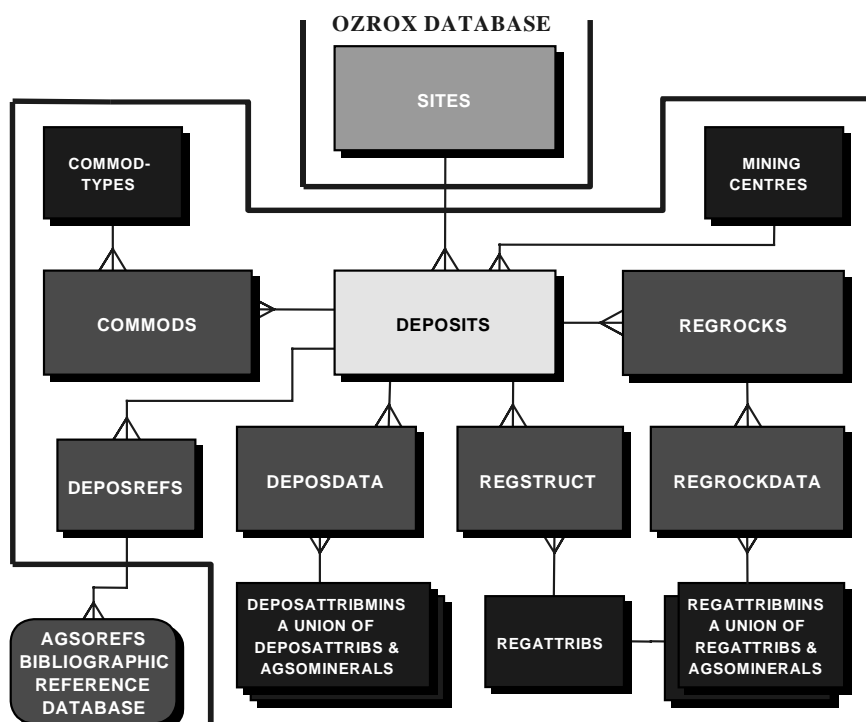 OZROX DATABASE
SITES
COMMOD-
TYPES
MINING
CENTRES
COMMODS
DEPOSITS
REGROCKS
DEPOSREFS
DEPOSDATA
REGSTRUCT
REGROCKDATA
AGSOREFS
BIBLIOGRAPHIC
REFERENCE
DATABASE
DEPOSATTRIBMINS
A UNION OF
DEPOSATTRIBS &
AGSOMINERALS
REGATTRIBS
REGATTRIBMINS
A UNION OF
REGATTRIBS &
AGSOMINERALS